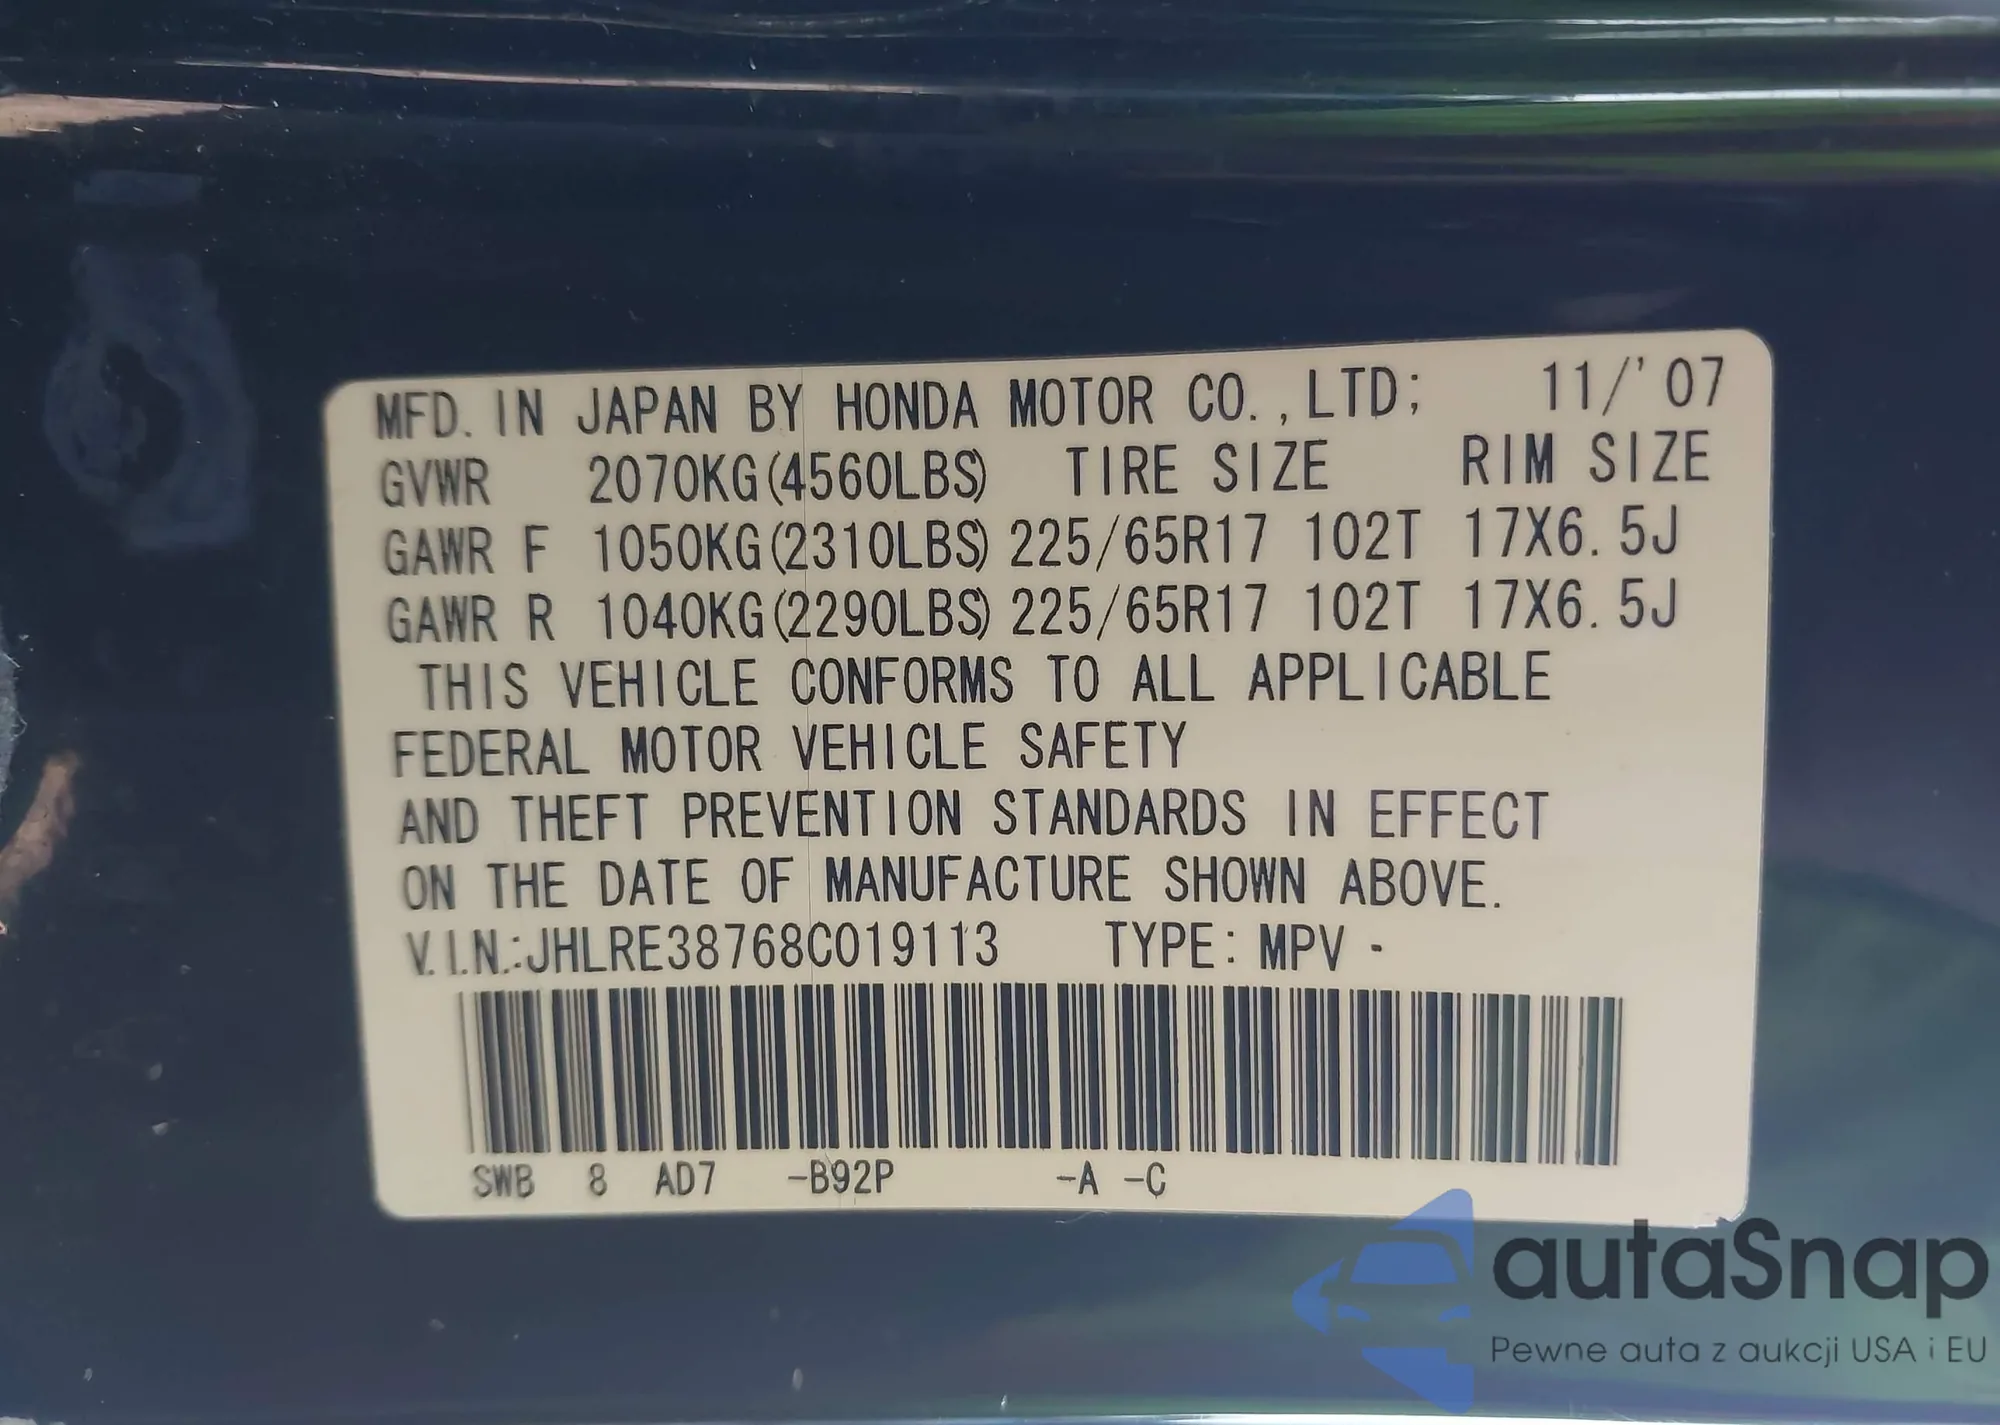 MFD. IN JAPAN BY HONDA MOTOR CO.,LTD; 11/'07
GVWR 2070KG(4560LBS) TIRE SIZE RIM SIZE
GAWR F 1050KG(2310LBS) 225/65R17 102T 17X6.5J
GAWR R 1040KG(2290LBS) 225/65R17 102T 17X6.5J
THIS VEHICLE CONFORMS TO ALL APPLICABLE
FEDERAL MOTOR VEHICLE SAFETY
AND THEFT PREVENTION STANDARDS IN EFFECT
ON THE DATE OF MANUFACTURE SHOWN ABOVE.
V.I.N.:JHLRE38768C019113 TYPE: MPV -
SWB 8 AD7 -B92P -A -C
autaSnap
Pewne auta z aukcji USA i EU